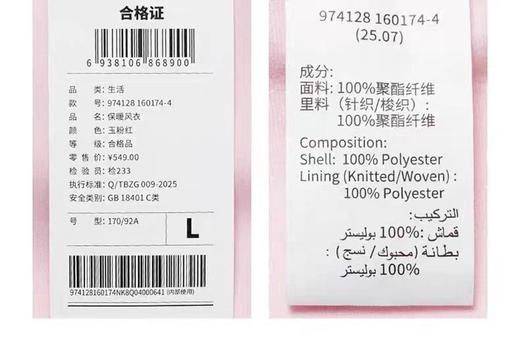 合格证
6 938106 868900
品 类: 生活
款 号: 974128 160174-4
品 名: 保暖风衣
颜 色: 玉粉红
等 级: 合格品
零 售 价: ¥549.00
检 验 员: 检233
执行标准: Q/TBZG 009-2025
安全类别: GB 18401 C类
号 型: 170/92A
L
974128160174NK8Q04000641 (内部使用)
974128 160174-4
(25.07)
成分:
面料: 100%聚酯纤维
里料（针织/梭织）:
100%聚酯纤维
Composition:
Shell: 100% Polyester
Lining (Knitted/Woven) :
100% Polyester
التركيب:
قماش: %100 بوليستر
بطانة (محبوك/ نسج) :
%100 بوليستر